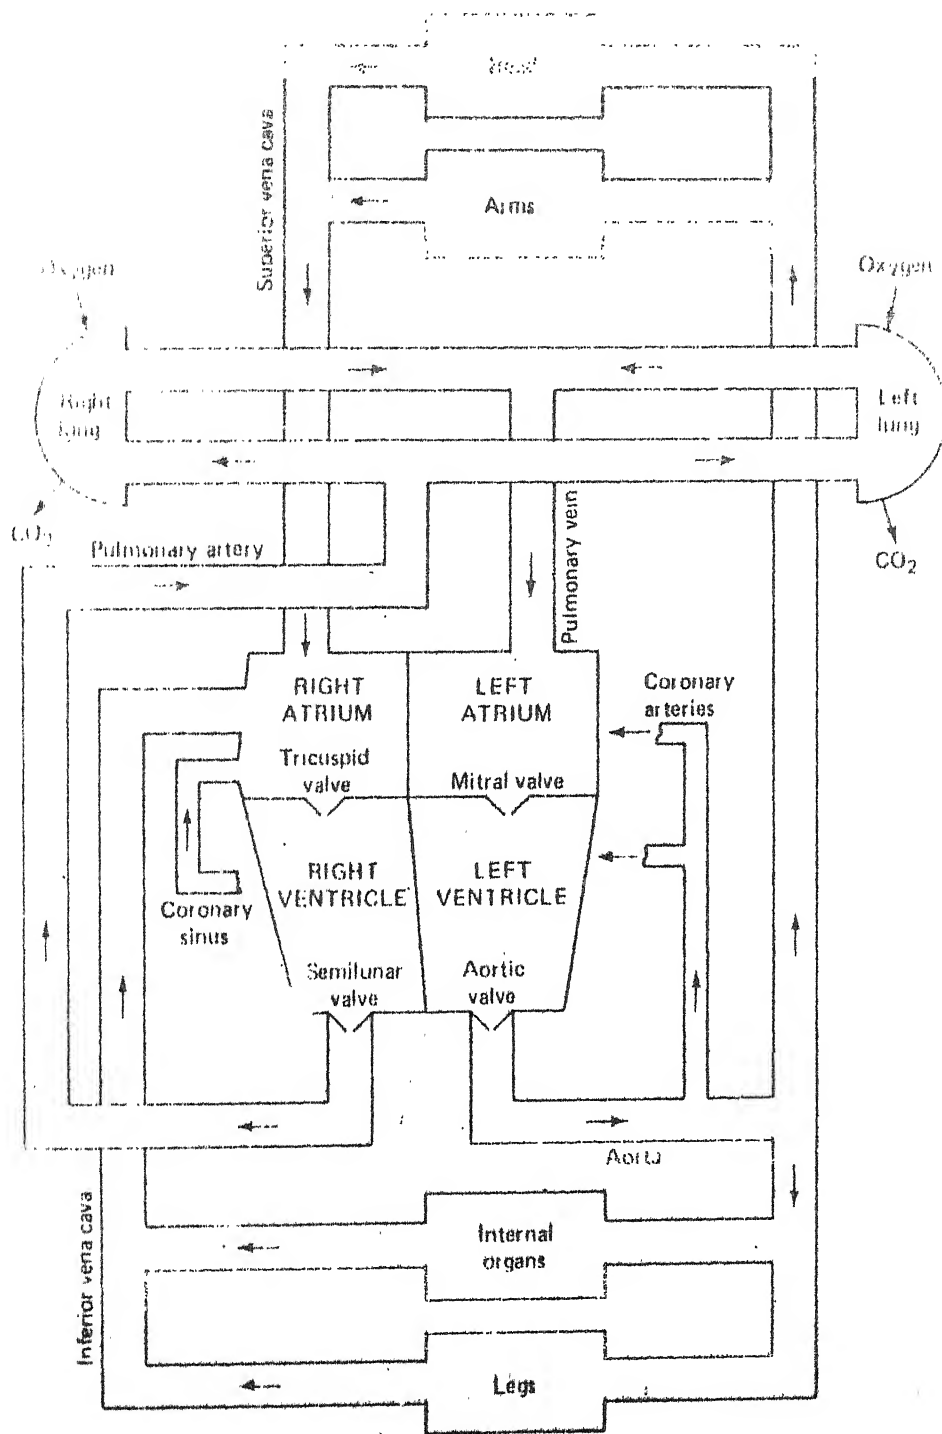 Head
Superior vena cava
Arms
Oxygen
Oxygen
Right
lung
Left
lung
CO2
Pulmonary artery
Pulmonary vein
CO2
RIGHT
ATRIUM
LEFT
ATRIUM
Coronary
arteries
Tricuspid
valve
Mitral valve
RIGHT
VENTRICLE
LEFT
VENTRICLE
Coronary
sinus
Semilunar
valve
Aortic
valve
Aorta
Inferior vena cava
Internal
organs
Legs